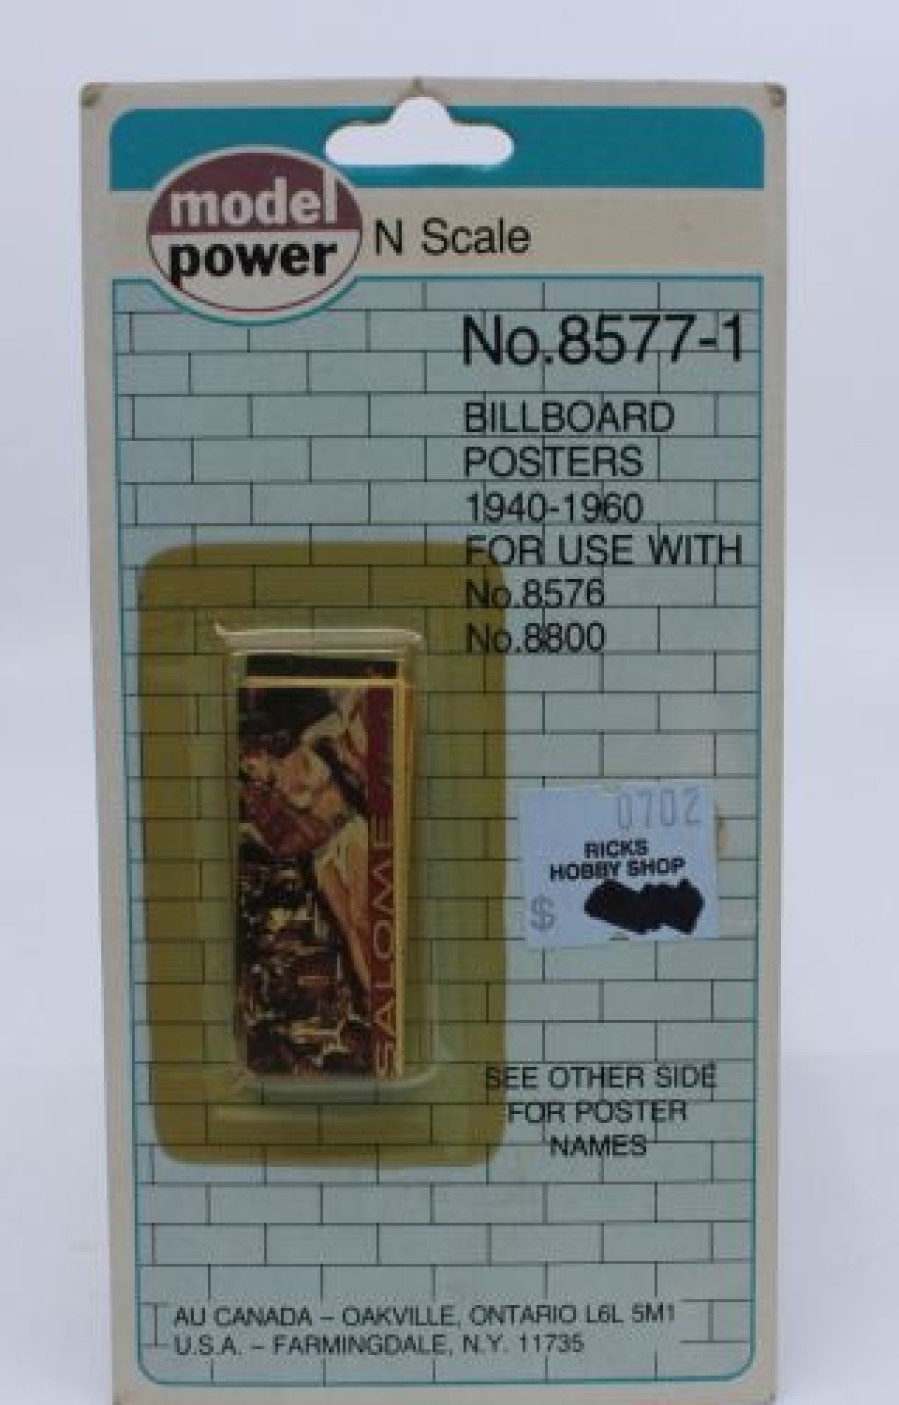 model
power
N Scale
No.8577-1
BILLBOARD
POSTERS
1940-1960
FOR USE WITH
No.8576
No.8800
SALOME
0702
RICKS
HOBBY SHOP
$
SEE OTHER SIDE
FOR POSTER
NAMES
AU CANADA – OAKVILLE, ONTARIO L6L 5M1
U.S.A. – FARMINGDALE, N.Y. 11735